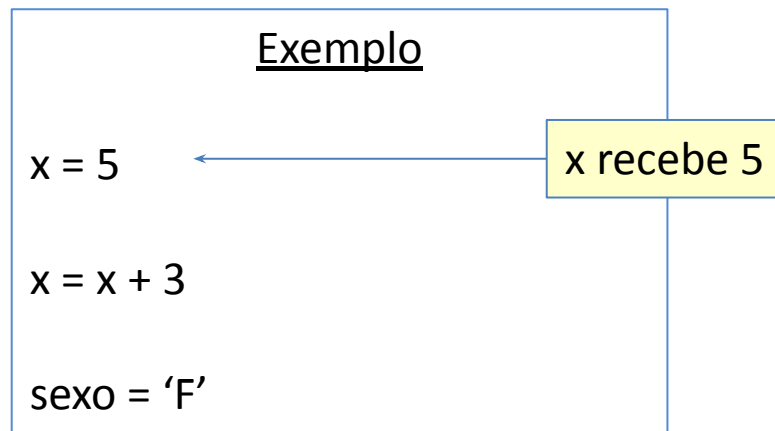 Exemplo
x = 5
x recebe 5
x = x + 3
sexo = ‘F’